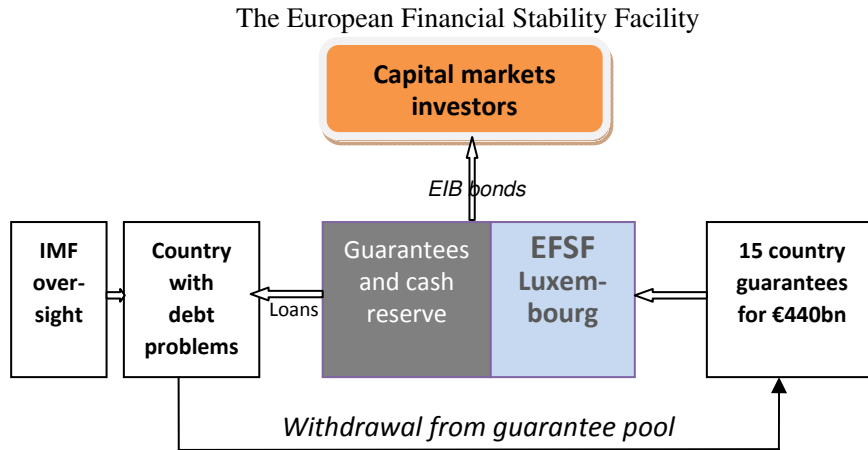 The European Financial Stability Facility
Capital markets
investors
EIB bonds
IMF
over-
sight
Country
with
debt
problems
Loans
Guarantees
and cash
reserve
EFSF
Luxem-
bourg
15 country
guarantees
for €440bn
Withdrawal from guarantee pool